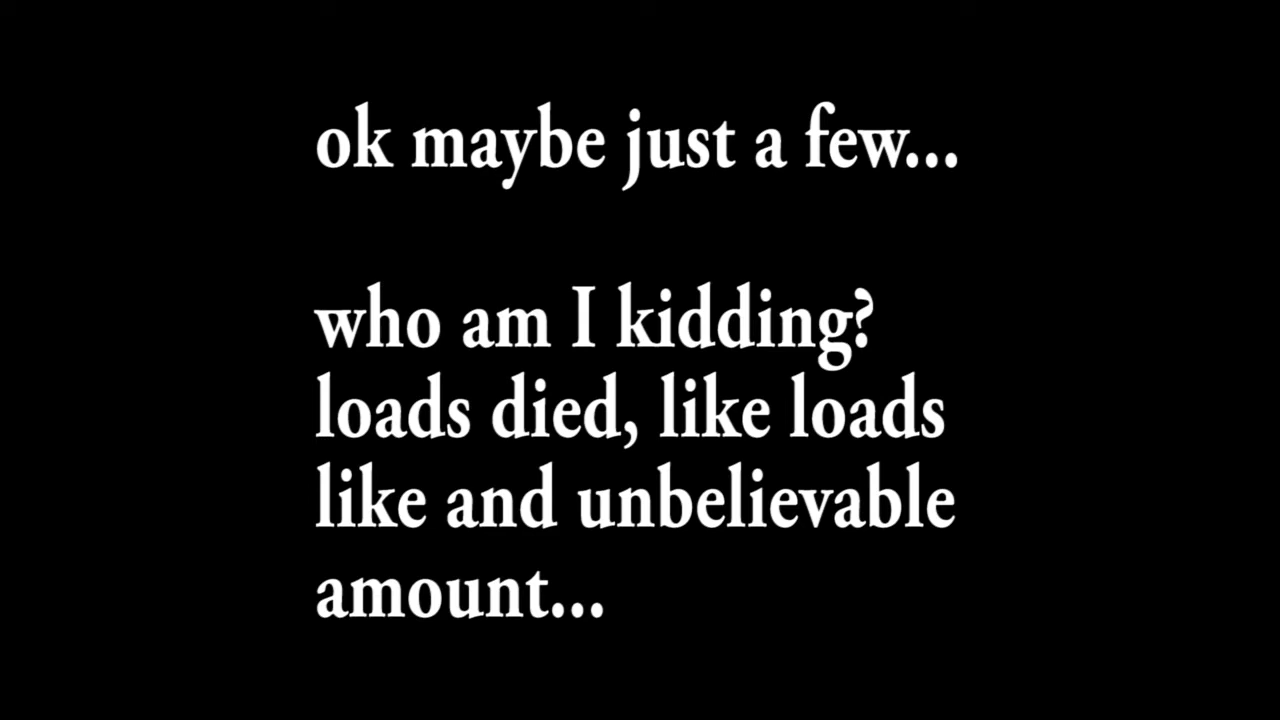 ok maybe just a few...
who am I kidding?
loads died, like loads
like and unbelievable
amount...